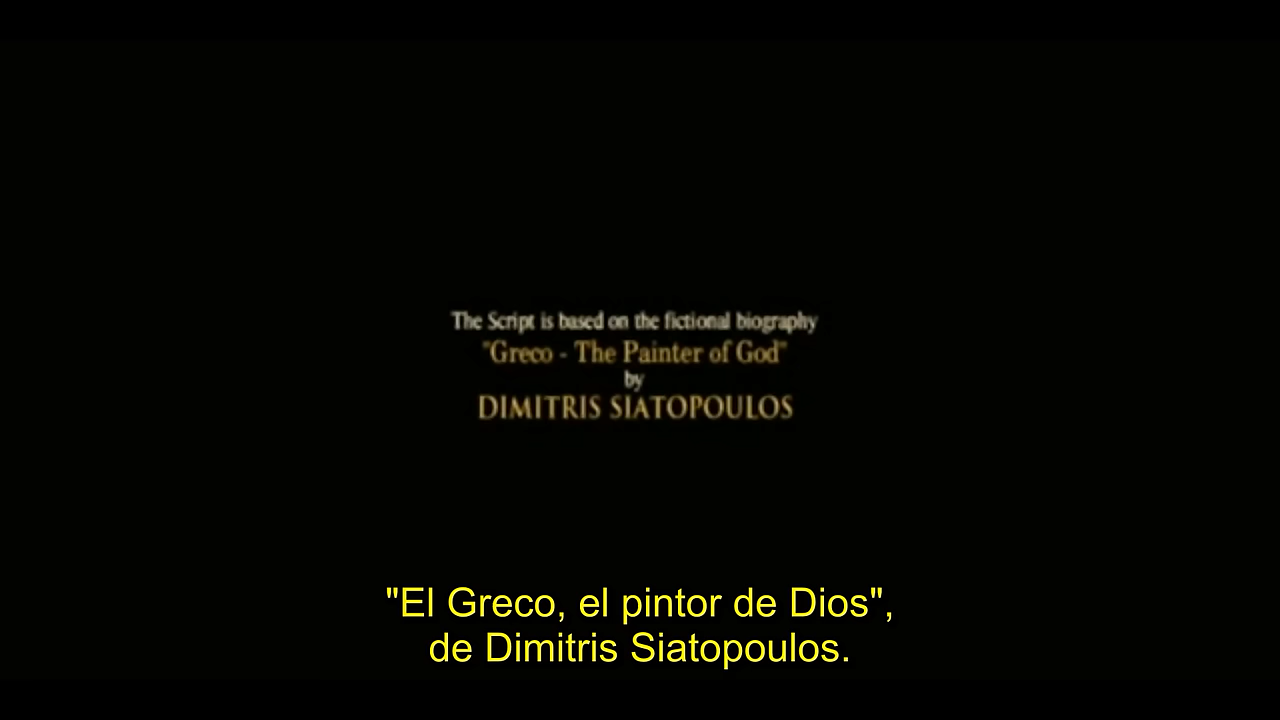 The Script is based on the fictional biography
"Greco - The Painter of God"
by
DIMITRIS SIATOPOULOS
"El Greco, el pintor de Dios",
de Dimitris Siatopoulos.